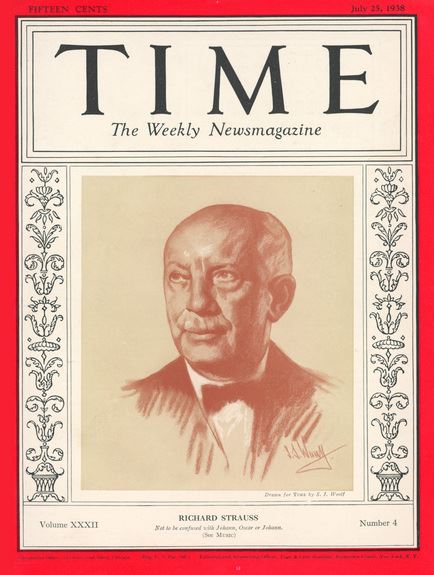 FIFTEEN CENTS
July 25, 1938
TIME
The Weekly Newsmagazine
S. J. Woolf
Drawn for TIME by S. J. Woolf
RICHARD STRAUSS
Volume XXXII
Not to be confused with Johann, Oscar or Johann.
Number 4
(See MUSIC)